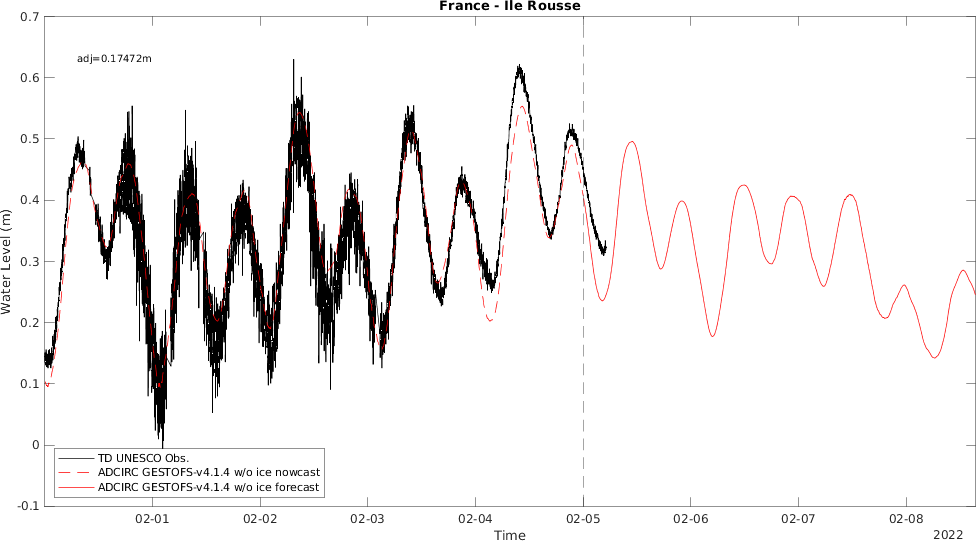 France - Ile Rousse
adj=0.17472m
Water Level (m)
0.7
0.6
0.5
0.4
0.3
0.2
0.1
0
-0.1
TD UNESCO Obs.
ADCIRC GESTOFS-v4.1.4 w/o ice nowcast
ADCIRC GESTOFS-v4.1.4 w/o ice forecast
02-01 02-02 02-03 02-04 02-05 02-06 02-07 02-08
Time
2022